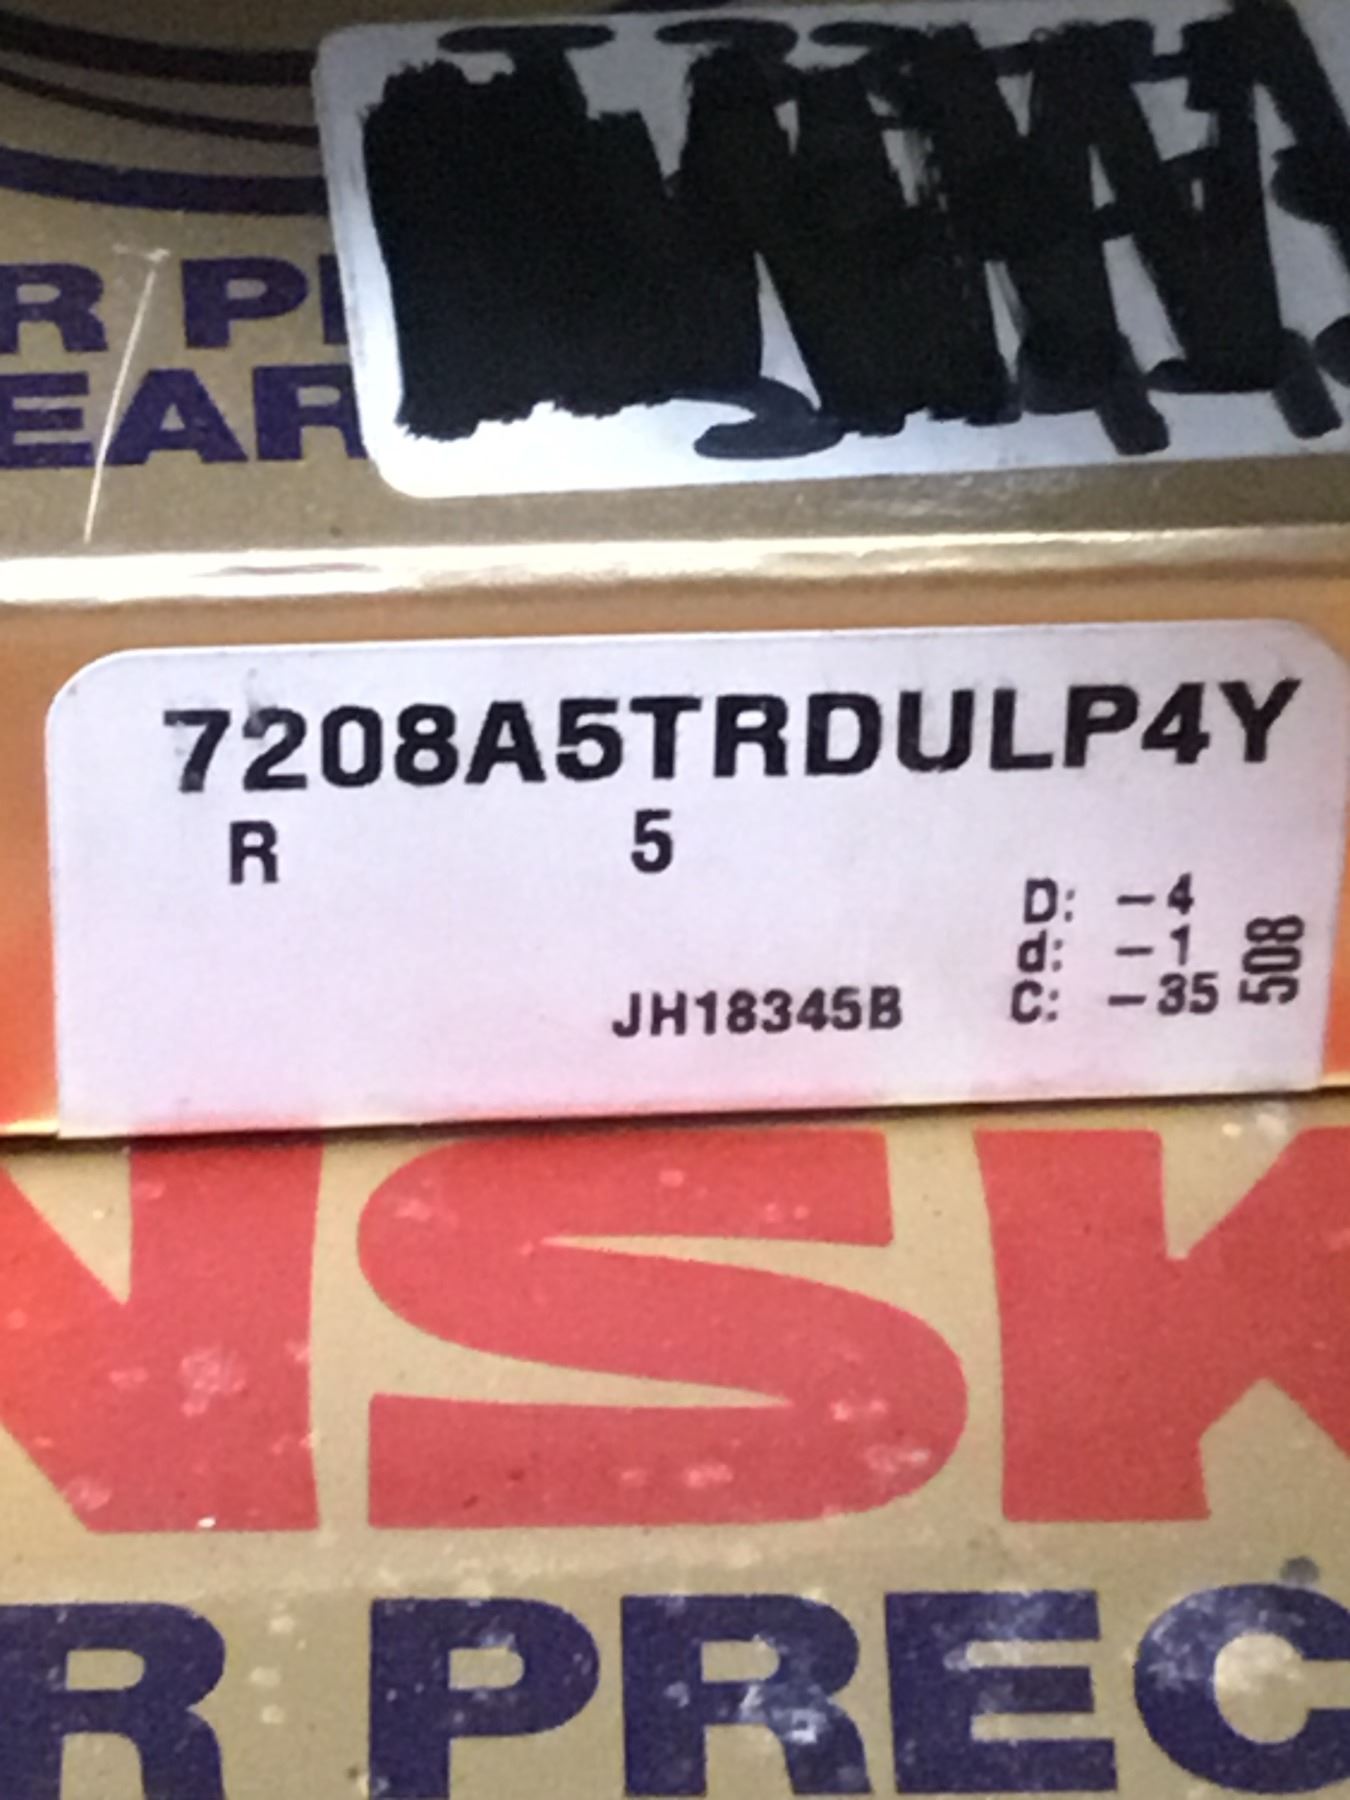 R P
EAR
7208A5TRDULP4Y
R 5
D: -4
d: -1
C: -35
508
JH18345B
NSK
R PREC